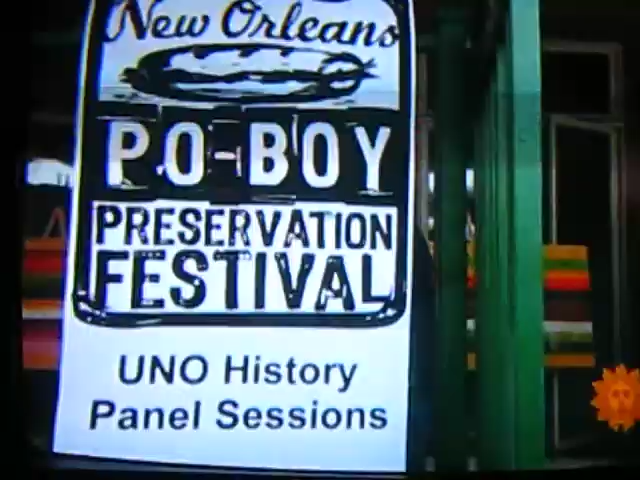 New Orleans
PO-BOY
PRESERVATION
FESTIVAL
UNO History
Panel Sessions